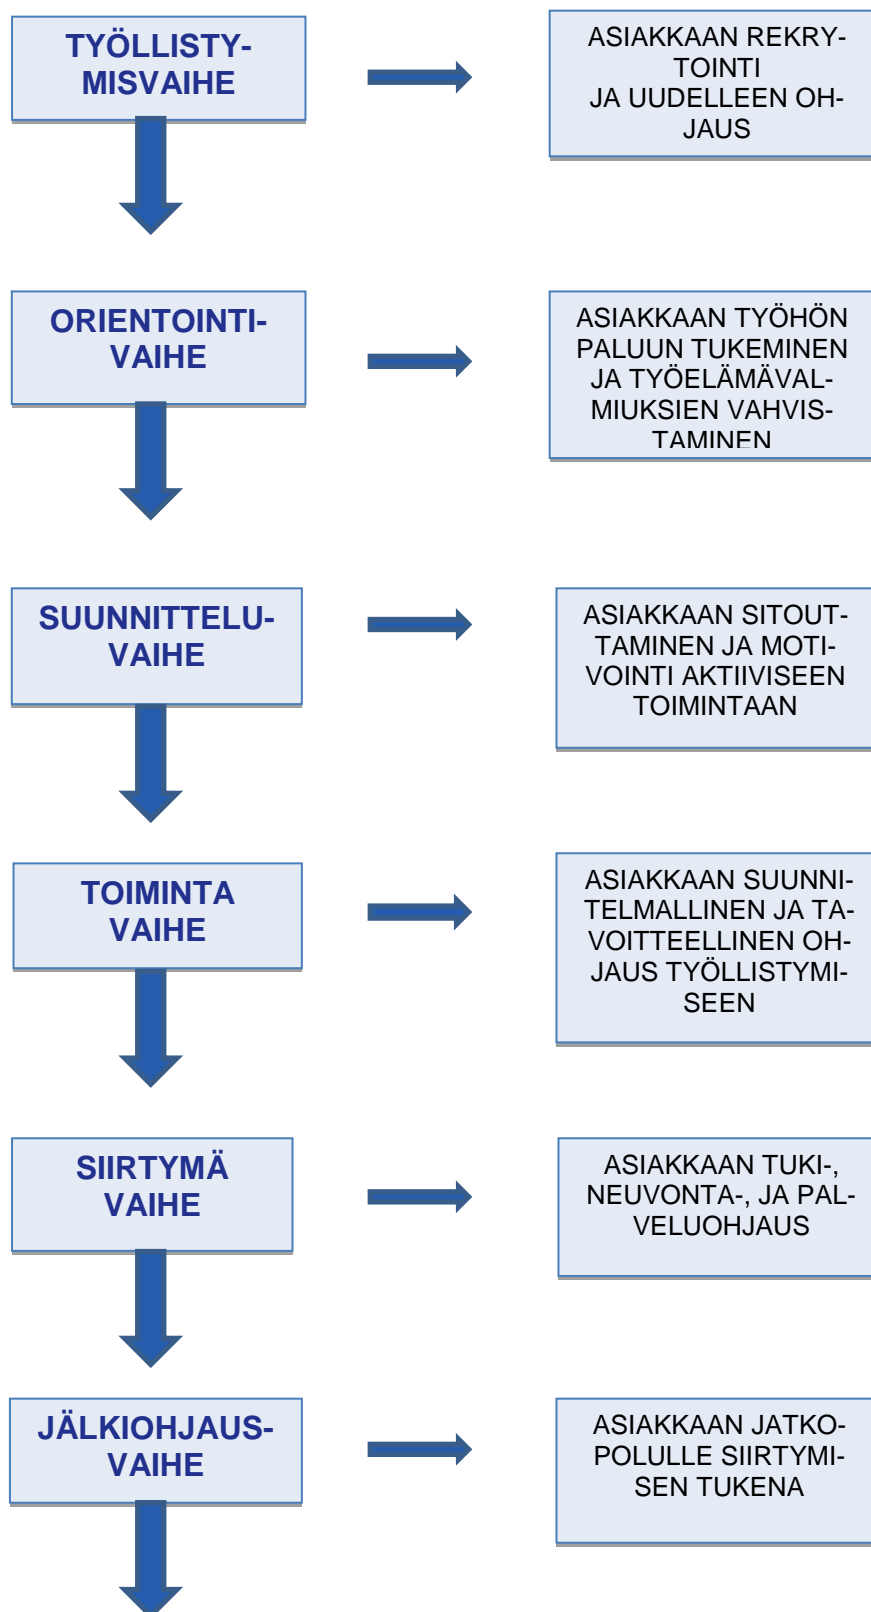 TYÖLLISTY-
MISVAIHE
ASIAKKAAN REKRY-
TOINTI
JA UUDELLEEN OH-
JAUS
ORIENTOINTI-
VAIHE
ASIAKKAAN TYÖHÖN
PALUUN TUKEMINEN
JA TYÖELÄMÄVAL-
MIUKSIEN VAHVIS-
TAMINEN
SUUNNITTELU-
VAIHE
ASIAKKAAN SITOUT-
TAMINEN JA MOTI-
VOINTI AKTIIVISEEN
TOIMINTAAN
TOIMINTA
VAIHE
ASIAKKAAN SUUNNI-
TELMALLINEN JA TA-
VOITTEELLINEN OH-
JAUS TYÖLLISTYMI-
SEEN
SIIRTYMÄ
VAIHE
ASIAKKAAN TUKI-,
NEUVONTA-, JA PAL-
VELUOHJAUS
JÄLKIOHJAUS-
VAIHE
ASIAKKAAN JATKO-
POLULLE SIIRTYMI-
SEN TUKENA